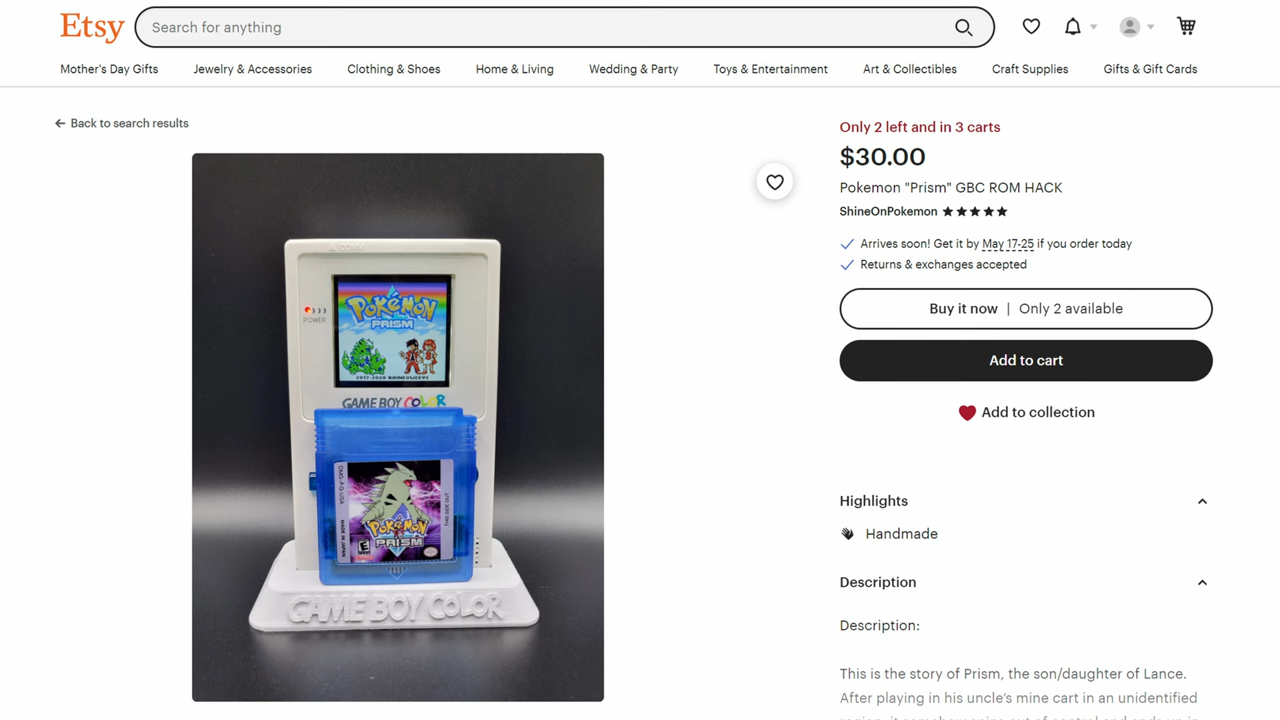 Etsy
Search for anything
Mother's Day Gifts
Jewelry & Accessories
Clothing & Shoes
Home & Living
Wedding & Party
Toys & Entertainment
Art & Collectibles
Craft Supplies
Gifts & Gift Cards
Back to search results
POWER
POKéMON
PRISM
GAME BOY COLOR
DMG-A-G-USA
MADE IN JAPAN
THIS SIDE OUT
POKéMON
PRISM
E
GAME BOY COLOR
Only 2 left and in 3 carts
$30.00
Pokemon "Prism" GBC ROM HACK
ShineOnPokemon
Arrives soon! Get it by May 17-25 if you order today
Returns & exchanges accepted
Buy it now | Only 2 available
Add to cart
Add to collection
Highlights
Handmade
Description
Description:
This is the story of Prism, the son/daughter of Lance.
After playing in his uncle's mine cart in an unidentified